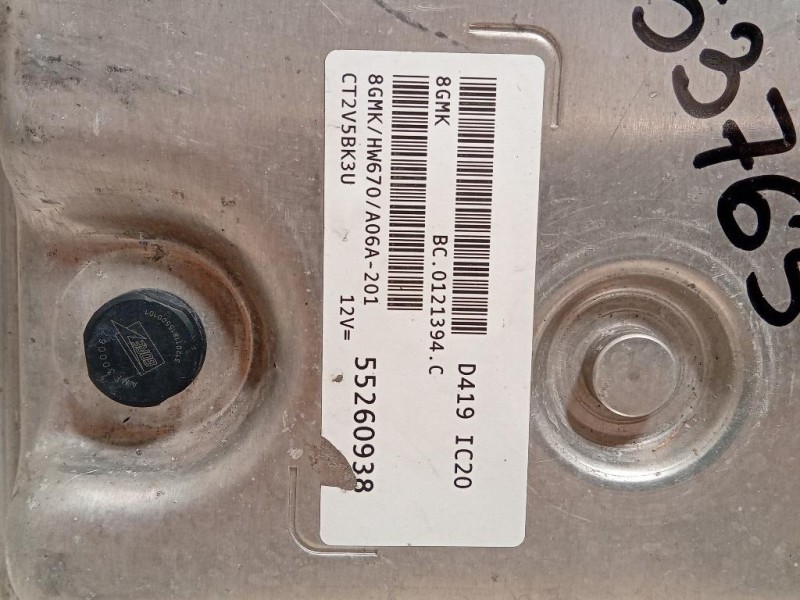 D419 IC20
8GMK BC.0121394.C
8GMK/HW670/A06A-201 55260938
CT2V5BK3U 12V=
53765